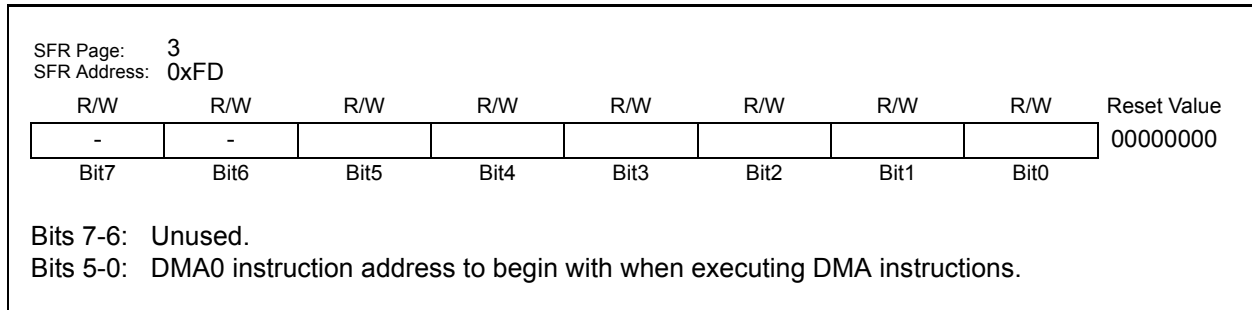 SFR Page: 3
SFR Address: 0xFD
R/W R/W R/W R/W R/W R/W R/W R/W Reset Value
- - 00000000
Bit7 Bit6 Bit5 Bit4 Bit3 Bit2 Bit1 Bit0
Bits 7-6: Unused.
Bits 5-0: DMA0 instruction address to begin with when executing DMA instructions.